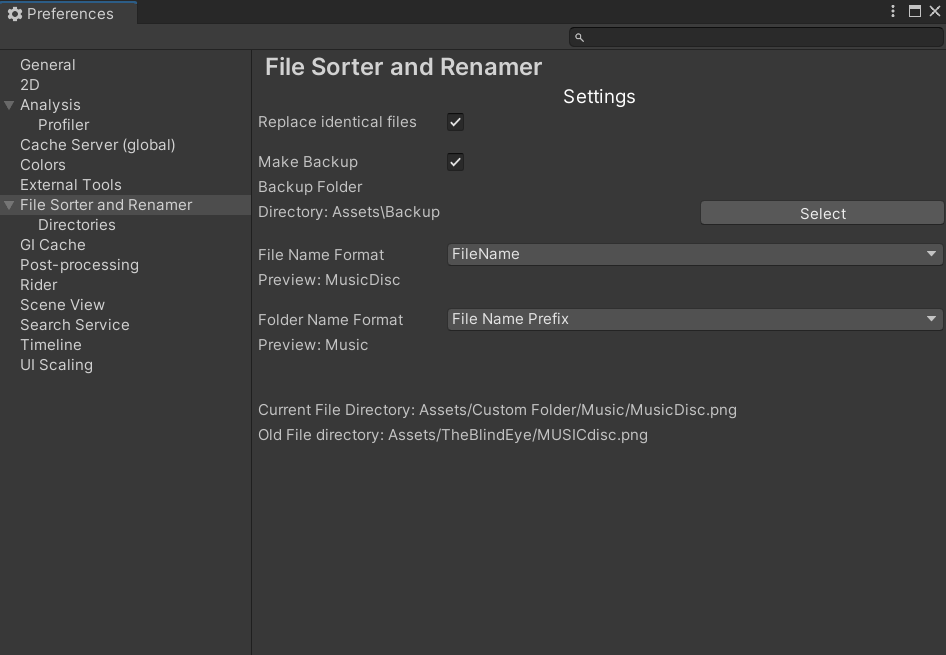 Preferences
General
2D
Analysis
Profiler
Cache Server (global)
Colors
External Tools
File Sorter and Renamer
Directories
GI Cache
Post-processing
Rider
Scene View
Search Service
Timeline
UI Scaling
File Sorter and Renamer
Settings
Replace identical files
Make Backup
Backup Folder
Directory: Assets\Backup
Select
File Name Format
FileName
Preview: MusicDisc
Folder Name Format
File Name Prefix
Preview: Music
Current File Directory: Assets/Custom Folder/Music/MusicDisc.png
Old File directory: Assets/TheBlindEye/MUSICdisc.png